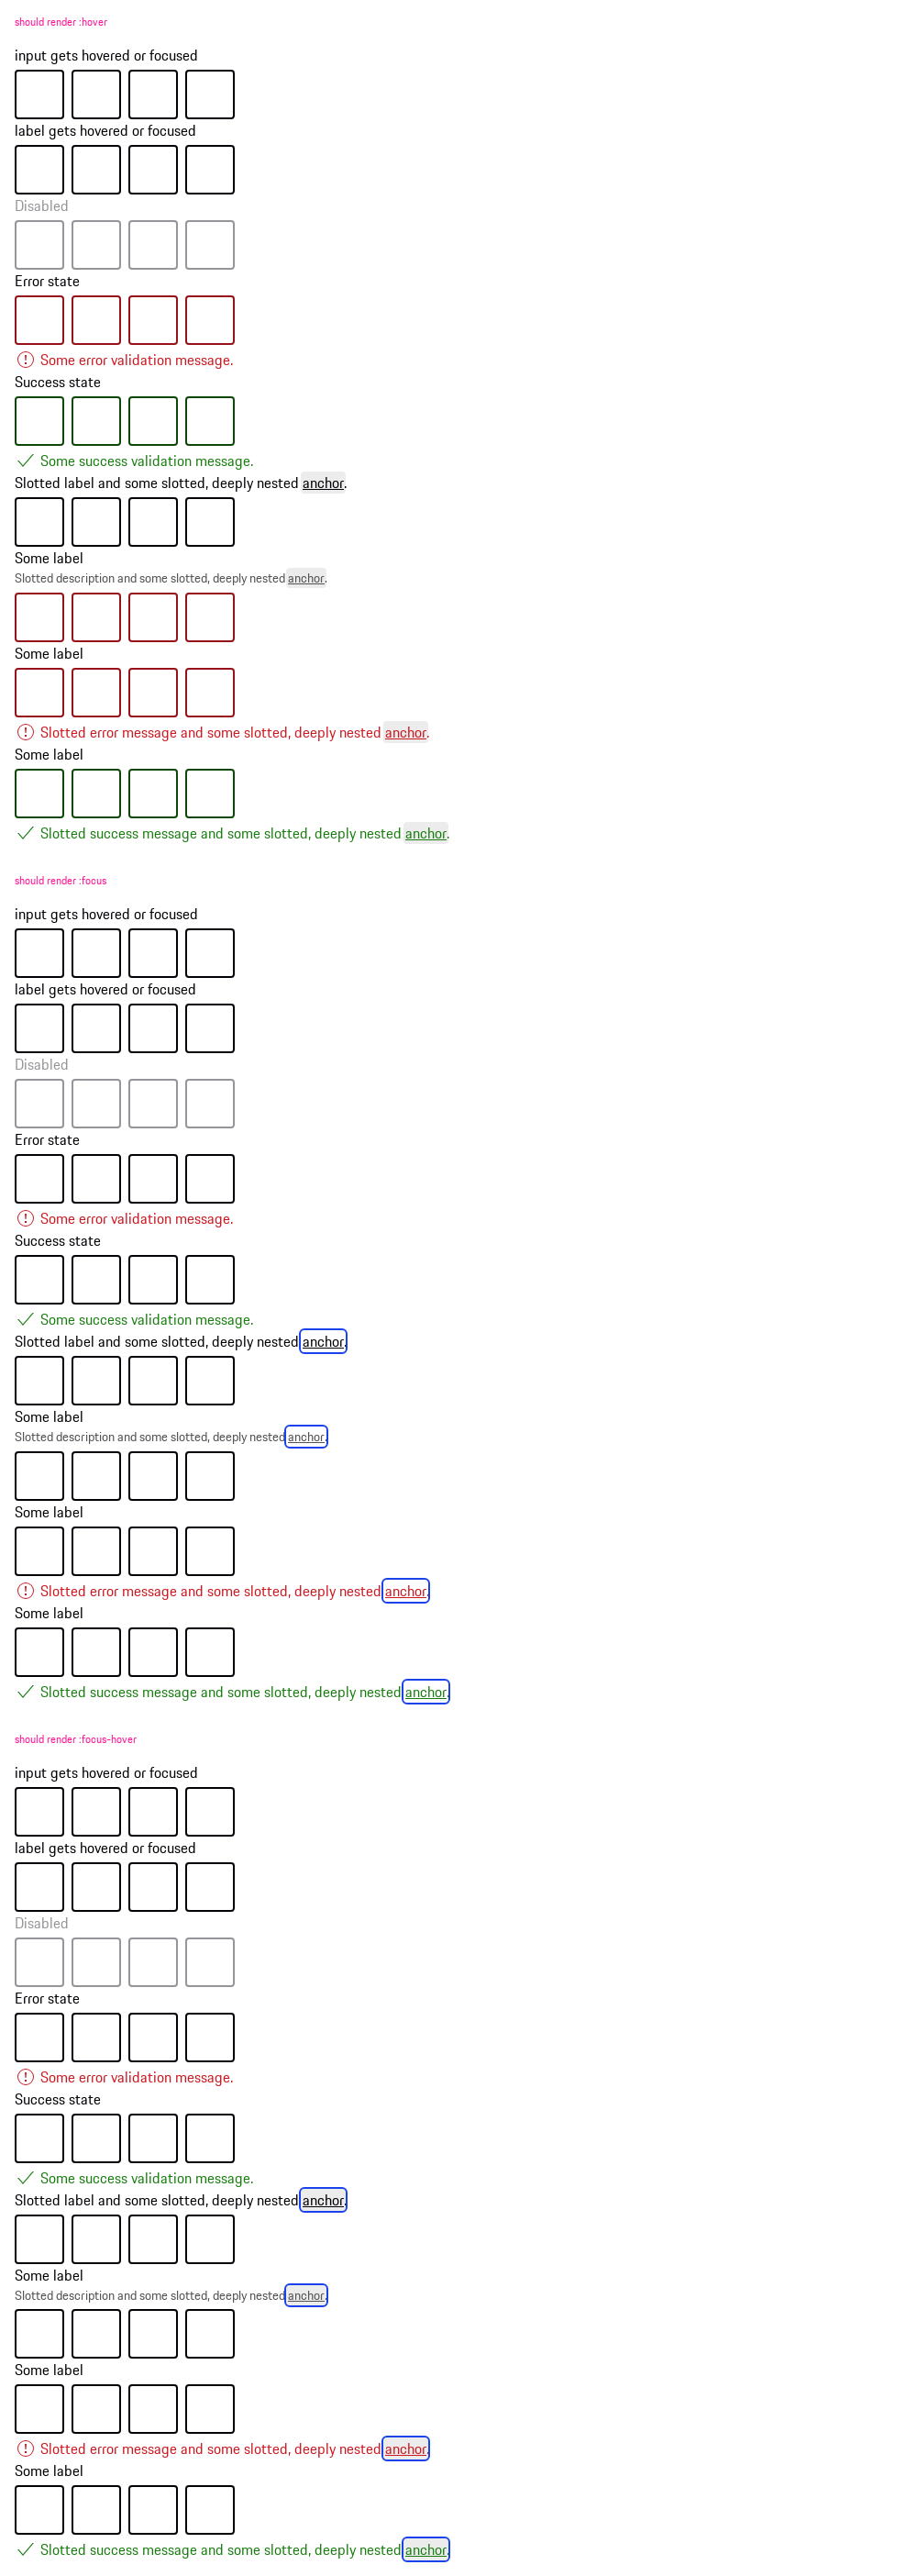 should render :hover
input gets hovered or focused
label gets hovered or focused
Disabled
Error state
Some error validation message.
Success state
Some success validation message.
Slotted label and some slotted, deeply nested anchor.
Some label
Slotted description and some slotted, deeply nested anchor.
Some label
Slotted error message and some slotted, deeply nested anchor.
Some label
Slotted success message and some slotted, deeply nested anchor.
should render :focus
input gets hovered or focused
label gets hovered or focused
Disabled
Error state
Some error validation message.
Success state
Some success validation message.
Slotted label and some slotted, deeply nested anchor.
Some label
Slotted description and some slotted, deeply nested anchor.
Some label
Slotted error message and some slotted, deeply nested anchor.
Some label
Slotted success message and some slotted, deeply nested anchor.
should render :focus-hover
input gets hovered or focused
label gets hovered or focused
Disabled
Error state
Some error validation message.
Success state
Some success validation message.
Slotted label and some slotted, deeply nested anchor.
Some label
Slotted description and some slotted, deeply nested anchor.
Some label
Slotted error message and some slotted, deeply nested anchor.
Some label
Slotted success message and some slotted, deeply nested anchor.